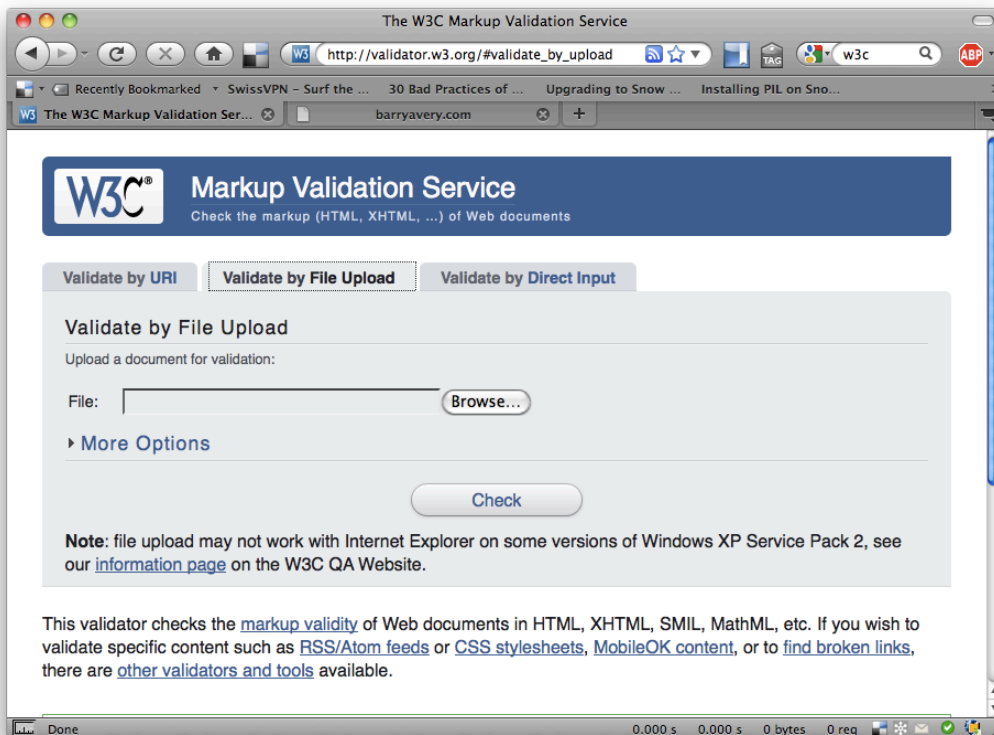 The W3C Markup Validation Service
W3 http://validator.w3.org/#validate_by_upload TAG w3c ABP
Recently Bookmarked SwissVPN – Surf the ... 30 Bad Practices of ... Upgrading to Snow ... Installing PIL on Sno...
W3 The W3C Markup Validation Ser... barryavery.com +
W3C® Markup Validation Service
Check the markup (HTML, XHTML, ...) of Web documents
Validate by URI Validate by File Upload Validate by Direct Input
Validate by File Upload
Upload a document for validation:
File: Browse...
More Options
Check
Note: file upload may not work with Internet Explorer on some versions of Windows XP Service Pack 2, see
our information page on the W3C QA Website.
This validator checks the markup validity of Web documents in HTML, XHTML, SMIL, MathML, etc. If you wish to
validate specific content such as RSS/Atom feeds or CSS stylesheets, MobileOK content, or to find broken links,
there are other validators and tools available.
Done 0.000 s 0.000 s 0 bytes 0 req